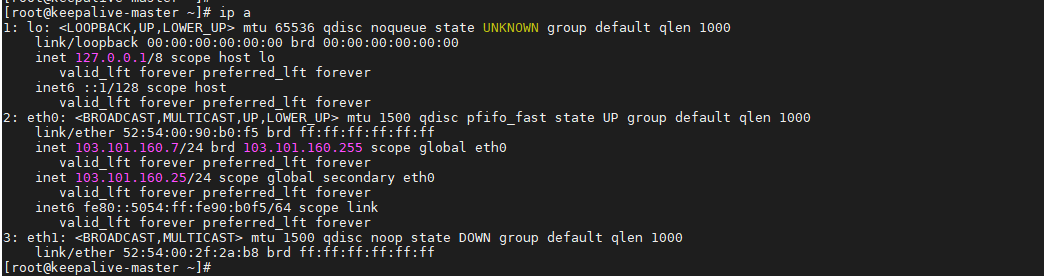 [root@keepalive-master ~]#
[root@keepalive-master ~]# ip a
1: lo: <LOOPBACK,UP,LOWER_UP> mtu 65536 qdisc noqueue state UNKNOWN group default qlen 1000
    link/loopback 00:00:00:00:00:00 brd 00:00:00:00:00:00
    inet 127.0.0.1/8 scope host lo
       valid_lft forever preferred_lft forever
    inet6 ::1/128 scope host
       valid_lft forever preferred_lft forever
2: eth0: <BROADCAST,MULTICAST,UP,LOWER_UP> mtu 1500 qdisc pfifo_fast state UP group default qlen 1000
    link/ether 52:54:00:90:b0:f5 brd ff:ff:ff:ff:ff:ff
    inet 103.101.160.7/24 brd 103.101.160.255 scope global eth0
       valid_lft forever preferred_lft forever
    inet 103.101.160.25/24 scope global secondary eth0
       valid_lft forever preferred_lft forever
    inet6 fe80::5054:ff:fe90:b0f5/64 scope link
       valid_lft forever preferred_lft forever
3: eth1: <BROADCAST,MULTICAST> mtu 1500 qdisc noop state DOWN group default qlen 1000
    link/ether 52:54:00:2f:2a:b8 brd ff:ff:ff:ff:ff:ff
[root@keepalive-master ~]#